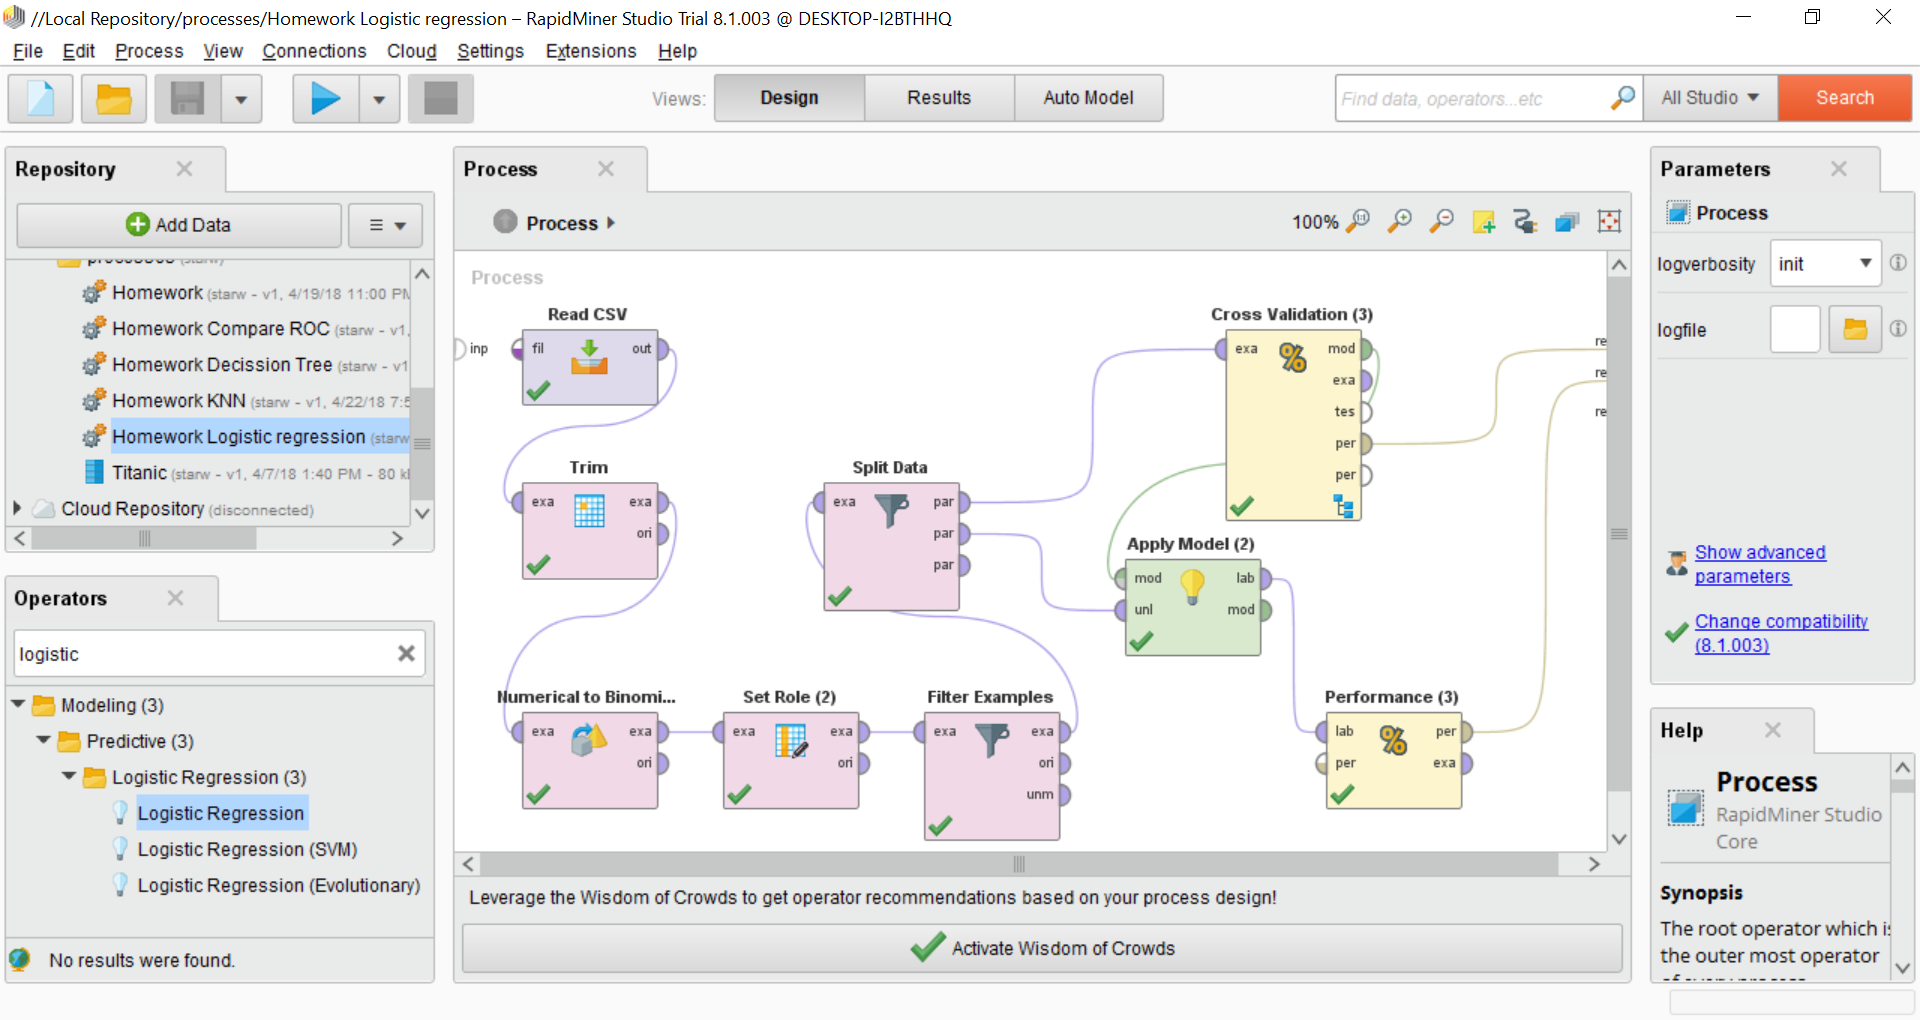 //Local Repository/processes/Homework Logistic regression – RapidMiner Studio Trial 8.1.003 @ DESKTOP-I2BTHHQ
File Edit Process View Connections Cloud Settings Extensions Help
Views: Design Results Auto Model
Find data, operators...etc All Studio Search
Repository
Add Data
Homework (starw - v1, 4/19/18 11:00 PM
Homework Compare ROC (starw - v1,
Homework Decission Tree (starw - v1
Homework KNN (starw - v1, 4/22/18 7:5
Homework Logistic regression (starw
Titanic (starw - v1, 4/7/18 1:40 PM - 80 k
Cloud Repository (disconnected)
Operators
logistic
Modeling (3)
Predictive (3)
Logistic Regression (3)
Logistic Regression
Logistic Regression (SVM)
Logistic Regression (Evolutionary)
No results were found.
Process
Process
100%
Process
inp
Read CSV
fil out
Trim
exa exa
ori
Numerical to Binomi...
exa exa
ori
Set Role (2)
exa exa
ori
Filter Examples
exa exa
ori
unm
Split Data
exa par
par
par
Cross Validation (3)
exa mod
exa
tes
per
per
Apply Model (2)
mod lab
unl mod
Performance (3)
lab per
per exa
re
re
re
Leverage the Wisdom of Crowds to get operator recommendations based on your process design!
Activate Wisdom of Crowds
Parameters
Process
logverbosity init
logfile
Show advanced
parameters
Change compatibility
(8.1.003)
Help
Process
RapidMiner Studio
Core
Synopsis
The root operator which is
the outer most operator